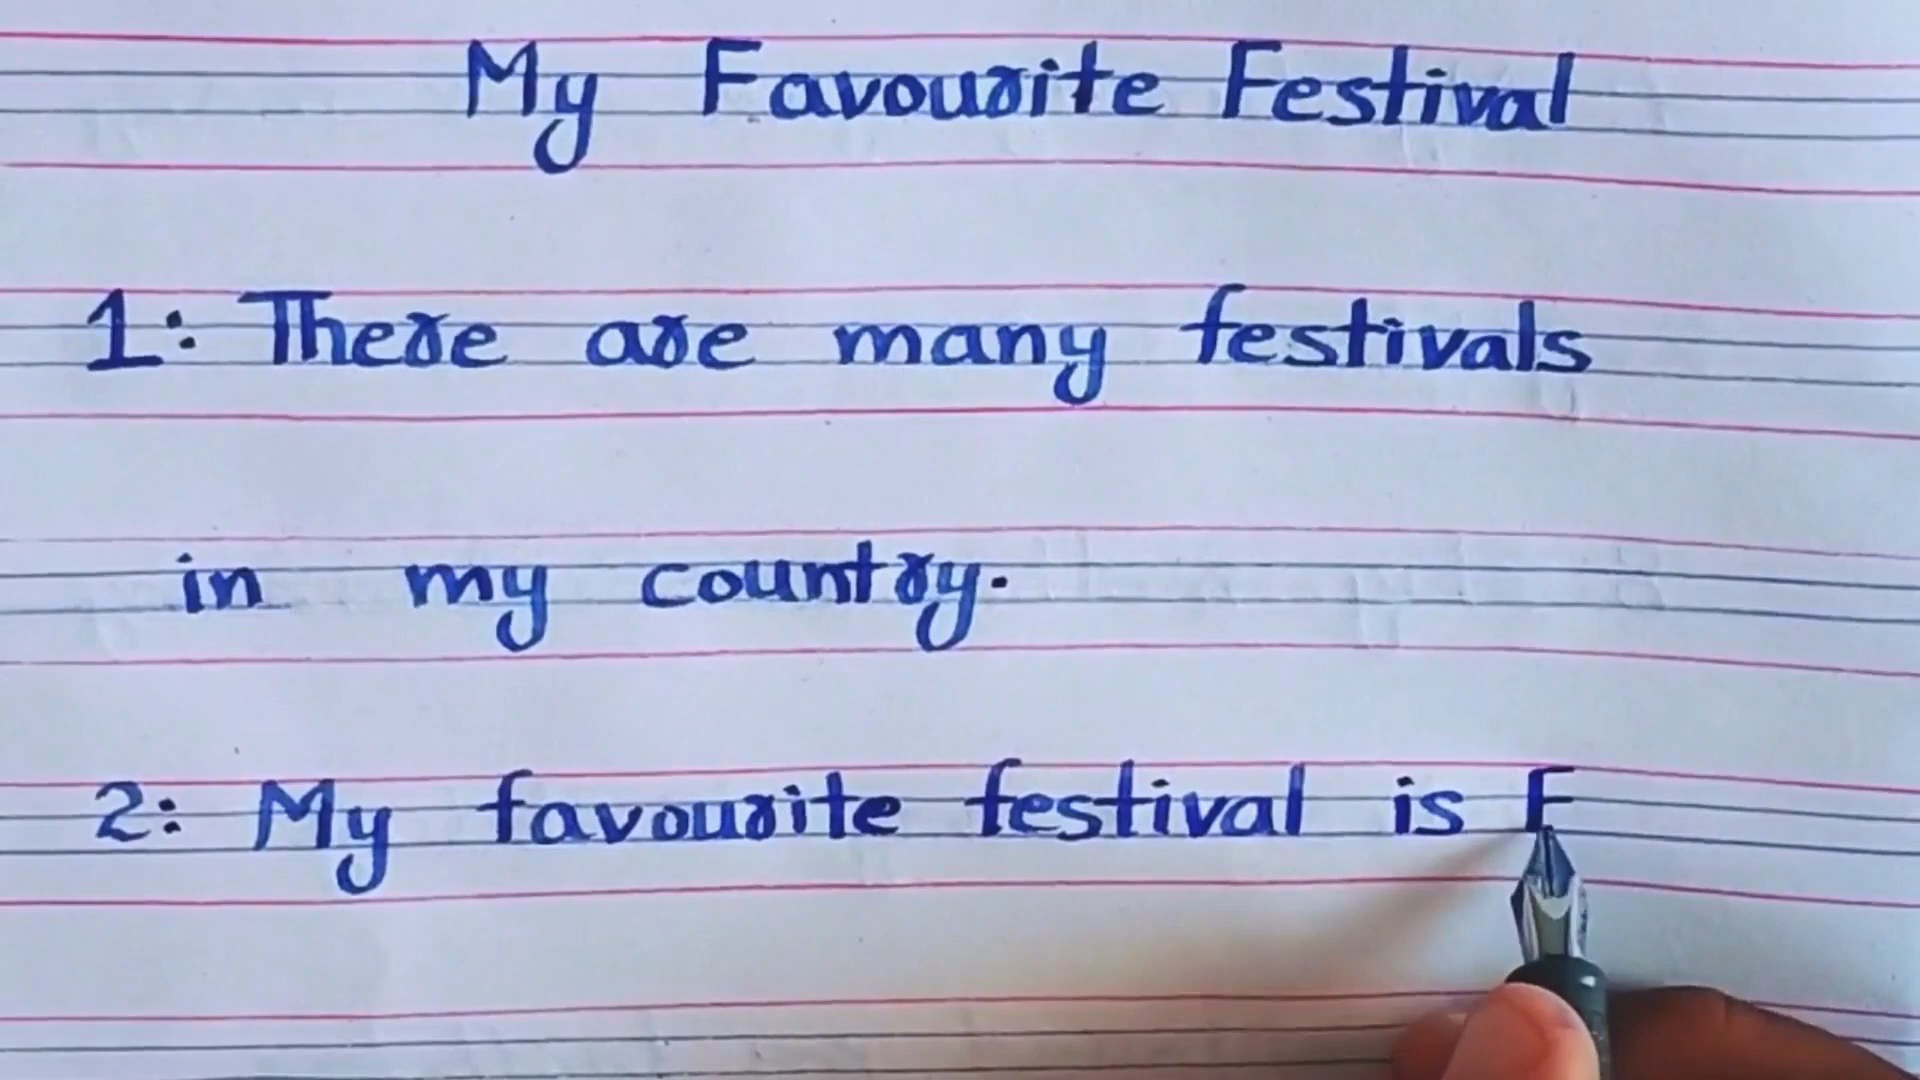 My Favourite Festival
1: There are many festivals
in my country.
2: My favourite festival is F